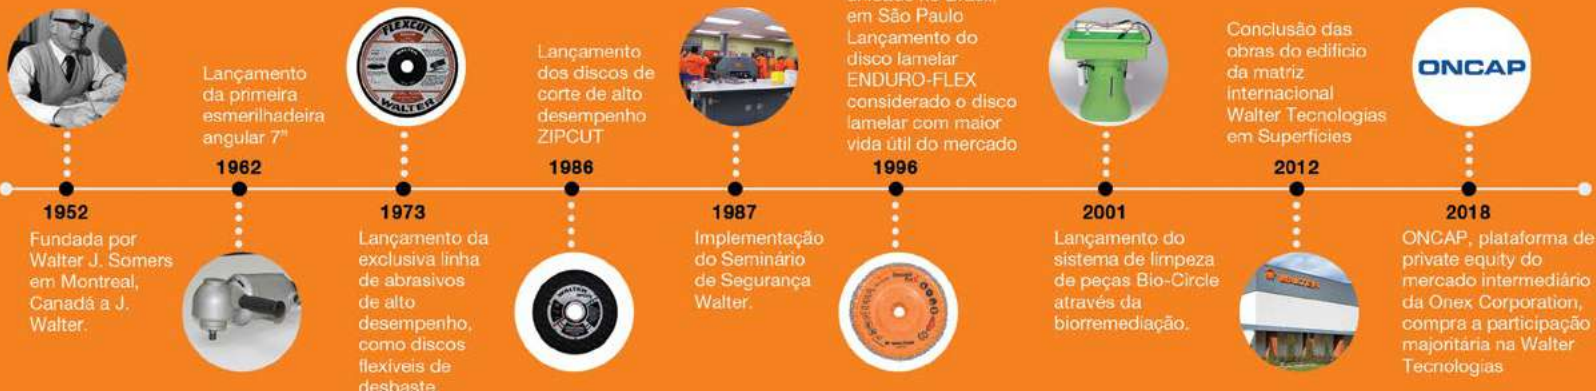 Lançamento
da primeira
esmerilhadeira
angular 7"
FLEXCUT
WALTER
WALTER
Lançamento
dos discos de
corte de alto
desempenho
ZIPCUT
em São Paulo
Lançamento do
disco lamelar
ENDURO-FLEX
considerado o disco
lamelar com maior
vida útil do mercado
Conclusão das
obras do edifício
da matriz
internacional
Walter Tecnologias
em Superfícies
ONCAP
1962
1986
1996
2012
1952
1973
1987
2001
2018
Fundada por
Walter J. Somers
em Montreal,
Canadá a J.
Walter.
Lançamento da
exclusiva linha
de abrasivos
de alto
desempenho,
como discos
flexíveis de
desbaste
WALTER
Implementação
do Seminário
de Segurança
Walter.
WALTER
Lançamento do
sistema de limpeza
de peças Bio-Circle
através da
biorremediação.
WALTER
ONCAP, plataforma de
private equity do
mercado intermediário
da Onex Corporation,
compra a participação
majoritária na Walter
Tecnologias